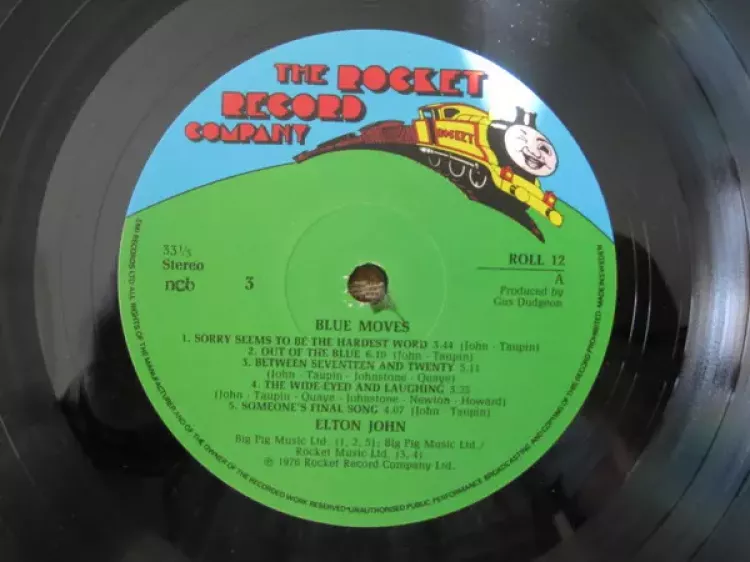 THE ROCKET
RECORD
COMPANY
ROCKET
33 1/3
Stereo
ncb
3
ROLL 12
A
Produced by
Gus Dudgeon
BLUE MOVES
1. SORRY SEEMS TO BE THE HARDEST WORD 3.44 (John - Taupin)
2. OUT OF THE BLUE 6.10 (John - Taupin)
3. BETWEEN SEVENTEEN AND TWENTY 5.11
(John - Taupin - Johnstone - Quaye)
4. THE WIDE-EYED AND LAUGHING 3.35
(John - Taupin - Quaye - Johnstone - Newton - Howard)
5. SOMEONE'S FINAL SONG 4.07 (John - Taupin)
ELTON JOHN
Big Pig Music Ltd. (1, 2, 5); Big Pig Music Ltd./
Rocket Music Ltd. (3, 4)
℗ 1976 Rocket Record Company Ltd.
EMI RECORDS LTD ALL RIGHTS OF THE MANUFACTURER AND OF THE OWNER OF THE RECORDED WORK RESERVED • UNAUTHORISED PUBLIC PERFORMANCE BROADCASTING AND COPYING OF THIS RECORD PROHIBITED. MADE IN SWEDEN